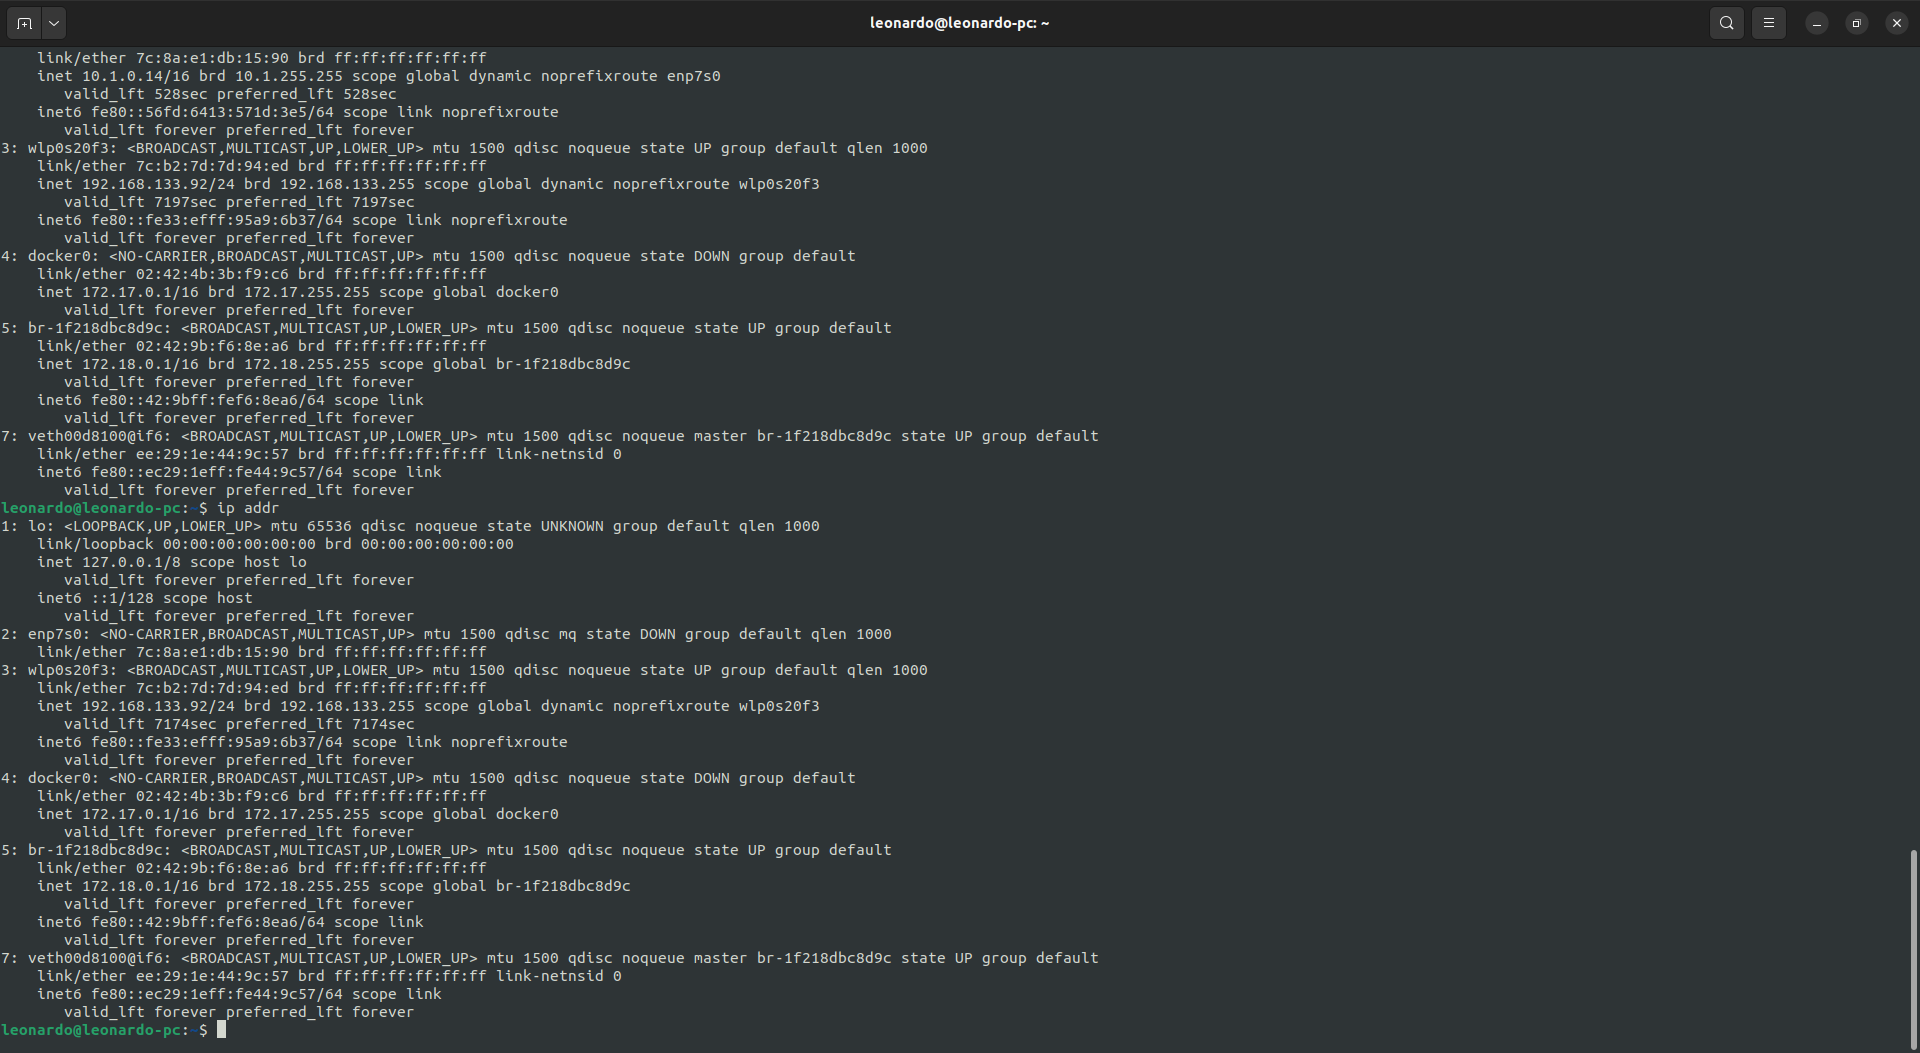 leonardo@leonardo-pc: ~
    link/ether 7c:8a:e1:db:15:90 brd ff:ff:ff:ff:ff:ff
    inet 10.1.0.14/16 brd 10.1.255.255 scope global dynamic noprefixroute enp7s0
       valid_lft 528sec preferred_lft 528sec
    inet6 fe80::56fd:6413:571d:3e5/64 scope link noprefixroute
       valid_lft forever preferred_lft forever
3: wlp0s20f3: <BROADCAST,MULTICAST,UP,LOWER_UP> mtu 1500 qdisc noqueue state UP group default qlen 1000
    link/ether 7c:b2:7d:7d:94:ed brd ff:ff:ff:ff:ff:ff
    inet 192.168.133.92/24 brd 192.168.133.255 scope global dynamic noprefixroute wlp0s20f3
       valid_lft 7197sec preferred_lft 7197sec
    inet6 fe80::fe33:efff:95a9:6b37/64 scope link noprefixroute
       valid_lft forever preferred_lft forever
4: docker0: <NO-CARRIER,BROADCAST,MULTICAST,UP> mtu 1500 qdisc noqueue state DOWN group default
    link/ether 02:42:4b:3b:f9:c6 brd ff:ff:ff:ff:ff:ff
    inet 172.17.0.1/16 brd 172.17.255.255 scope global docker0
       valid_lft forever preferred_lft forever
5: br-1f218dbc8d9c: <BROADCAST,MULTICAST,UP,LOWER_UP> mtu 1500 qdisc noqueue state UP group default
    link/ether 02:42:9b:f6:8e:a6 brd ff:ff:ff:ff:ff:ff
    inet 172.18.0.1/16 brd 172.18.255.255 scope global br-1f218dbc8d9c
       valid_lft forever preferred_lft forever
    inet6 fe80::42:9bff:fef6:8ea6/64 scope link
       valid_lft forever preferred_lft forever
7: veth00d8100@if6: <BROADCAST,MULTICAST,UP,LOWER_UP> mtu 1500 qdisc noqueue master br-1f218dbc8d9c state UP group default
    link/ether ee:29:1e:44:9c:57 brd ff:ff:ff:ff:ff:ff link-netnsid 0
    inet6 fe80::ec29:1eff:fe44:9c57/64 scope link
       valid_lft forever preferred_lft forever
leonardo@leonardo-pc:~$ ip addr
1: lo: <LOOPBACK,UP,LOWER_UP> mtu 65536 qdisc noqueue state UNKNOWN group default qlen 1000
    link/loopback 00:00:00:00:00:00 brd 00:00:00:00:00:00
    inet 127.0.0.1/8 scope host lo
       valid_lft forever preferred_lft forever
    inet6 ::1/128 scope host
       valid_lft forever preferred_lft forever
2: enp7s0: <NO-CARRIER,BROADCAST,MULTICAST,UP> mtu 1500 qdisc mq state DOWN group default qlen 1000
    link/ether 7c:8a:e1:db:15:90 brd ff:ff:ff:ff:ff:ff
3: wlp0s20f3: <BROADCAST,MULTICAST,UP,LOWER_UP> mtu 1500 qdisc noqueue state UP group default qlen 1000
    link/ether 7c:b2:7d:7d:94:ed brd ff:ff:ff:ff:ff:ff
    inet 192.168.133.92/24 brd 192.168.133.255 scope global dynamic noprefixroute wlp0s20f3
       valid_lft 7174sec preferred_lft 7174sec
    inet6 fe80::fe33:efff:95a9:6b37/64 scope link noprefixroute
       valid_lft forever preferred_lft forever
4: docker0: <NO-CARRIER,BROADCAST,MULTICAST,UP> mtu 1500 qdisc noqueue state DOWN group default
    link/ether 02:42:4b:3b:f9:c6 brd ff:ff:ff:ff:ff:ff
    inet 172.17.0.1/16 brd 172.17.255.255 scope global docker0
       valid_lft forever preferred_lft forever
5: br-1f218dbc8d9c: <BROADCAST,MULTICAST,UP,LOWER_UP> mtu 1500 qdisc noqueue state UP group default
    link/ether 02:42:9b:f6:8e:a6 brd ff:ff:ff:ff:ff:ff
    inet 172.18.0.1/16 brd 172.18.255.255 scope global br-1f218dbc8d9c
       valid_lft forever preferred_lft forever
    inet6 fe80::42:9bff:fef6:8ea6/64 scope link
       valid_lft forever preferred_lft forever
7: veth00d8100@if6: <BROADCAST,MULTICAST,UP,LOWER_UP> mtu 1500 qdisc noqueue master br-1f218dbc8d9c state UP group default
    link/ether ee:29:1e:44:9c:57 brd ff:ff:ff:ff:ff:ff link-netnsid 0
    inet6 fe80::ec29:1eff:fe44:9c57/64 scope link
       valid_lft forever preferred_lft forever
leonardo@leonardo-pc:~$